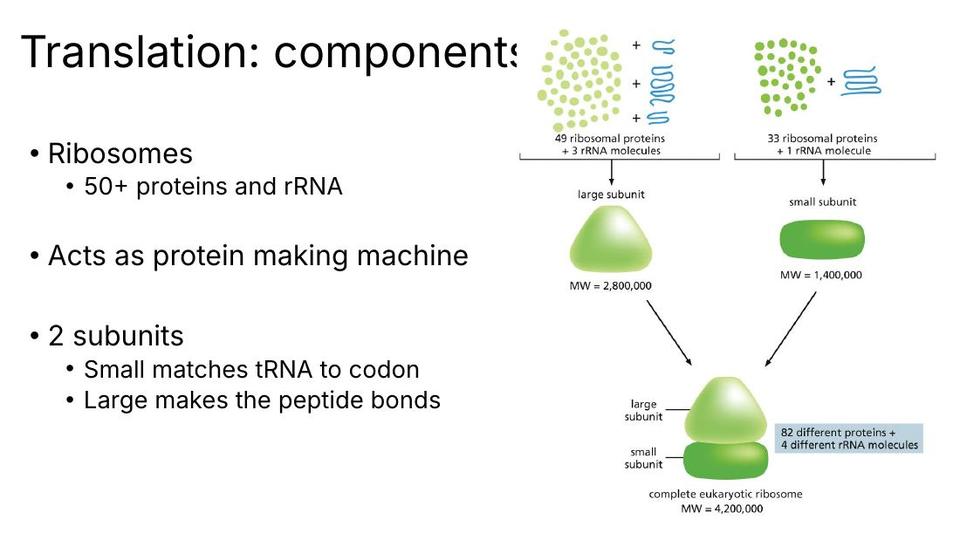 Translation: components
• Ribosomes
• 50+ proteins and rRNA
• Acts as protein making machine
• 2 subunits
• Small matches tRNA to codon
• Large makes the peptide bonds
+
+
+
49 ribosomal proteins
+ 3 rRNA molecules
+
33 ribosomal proteins
+ 1 rRNA molecule
large subunit
MW = 2,800,000
small subunit
MW = 1,400,000
large
subunit
small
subunit
82 different proteins +
4 different rRNA molecules
complete eukaryotic ribosome
MW = 4,200,000